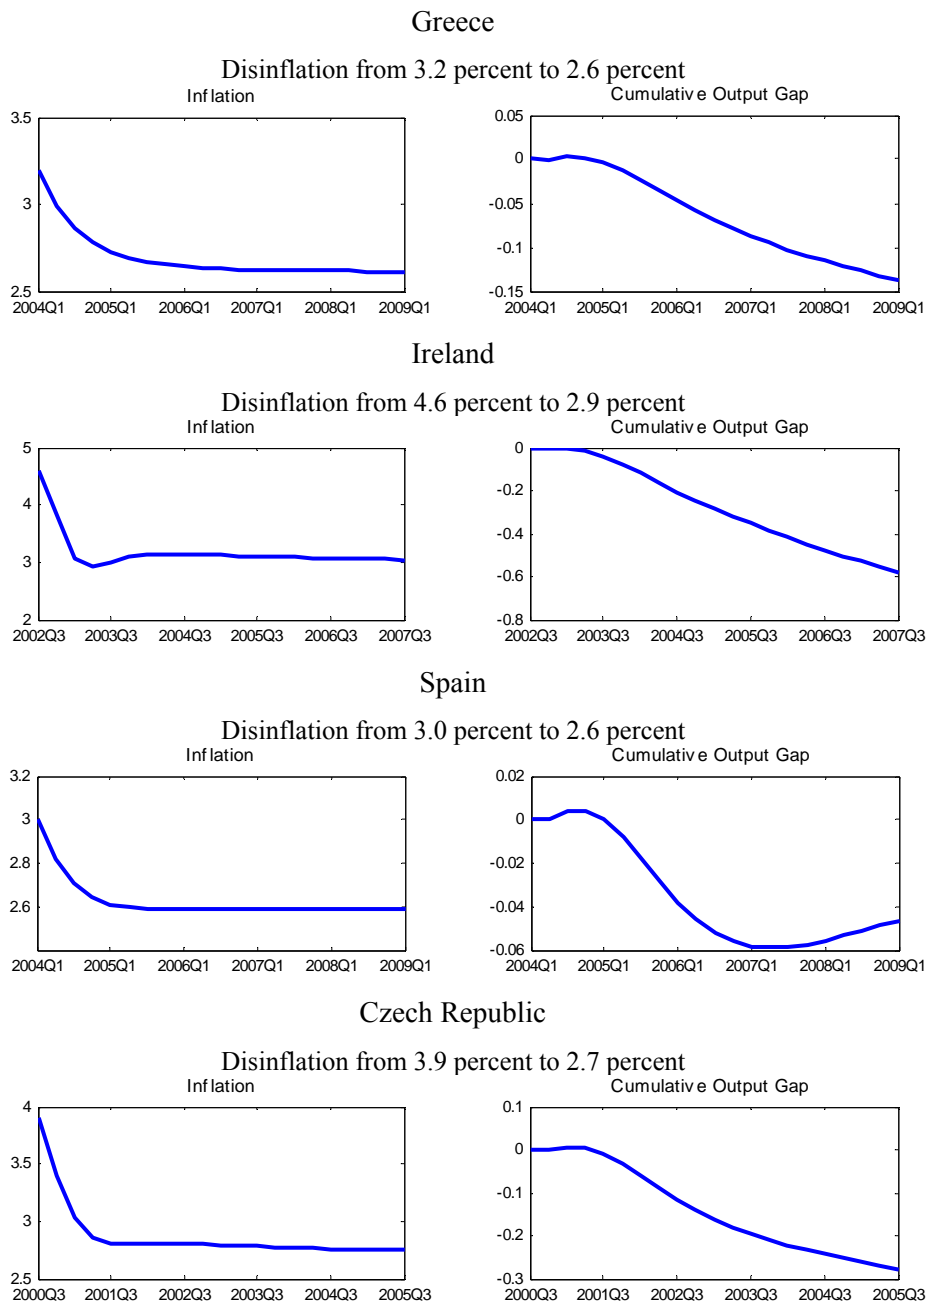 Greece
Disinflation from 3.2 percent to 2.6 percent
Inflation
Cumulative Output Gap
3.5
3
2.5
2004Q1 2005Q1 2006Q1 2007Q1 2008Q1 2009Q1
0.05
0
-0.05
-0.1
-0.15
2004Q1 2005Q1 2006Q1 2007Q1 2008Q1 2009Q1
Ireland
Disinflation from 4.6 percent to 2.9 percent
Inflation
Cumulative Output Gap
5
4
3
2
2002Q3 2003Q3 2004Q3 2005Q3 2006Q3 2007Q3
0
-0.2
-0.4
-0.6
-0.8
2002Q3 2003Q3 2004Q3 2005Q3 2006Q3 2007Q3
Spain
Disinflation from 3.0 percent to 2.6 percent
Inflation
Cumulative Output Gap
3.2
3
2.8
2.6
2004Q1 2005Q1 2006Q1 2007Q1 2008Q1 2009Q1
0.02
0
-0.02
-0.04
-0.06
2004Q1 2005Q1 2006Q1 2007Q1 2008Q1 2009Q1
Czech Republic
Disinflation from 3.9 percent to 2.7 percent
Inflation
Cumulative Output Gap
4
3.5
3
2.5
2000Q3 2001Q3 2002Q3 2003Q3 2004Q3 2005Q3
0.1
0
-0.1
-0.2
-0.3
2000Q3 2001Q3 2002Q3 2003Q3 2004Q3 2005Q3